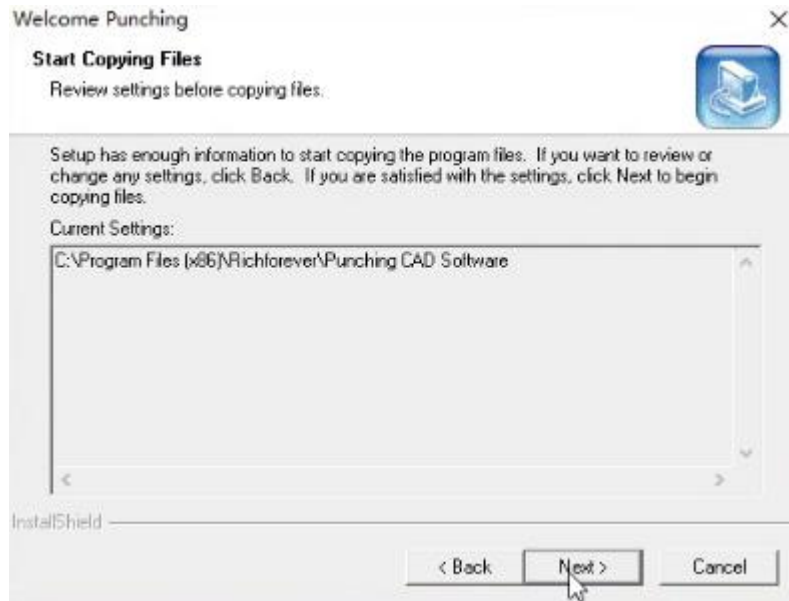 Welcome Punching
Start Copying Files
Review settings before copying files.
Setup has enough information to start copying the program files. If you want to review or
change any settings, click Back. If you are satisfied with the settings, click Next to begin
copying files.
Current Settings:
C:\Program Files (x86)\Richforever\Punching CAD Software
InstallShield
< Back
Next >
Cancel